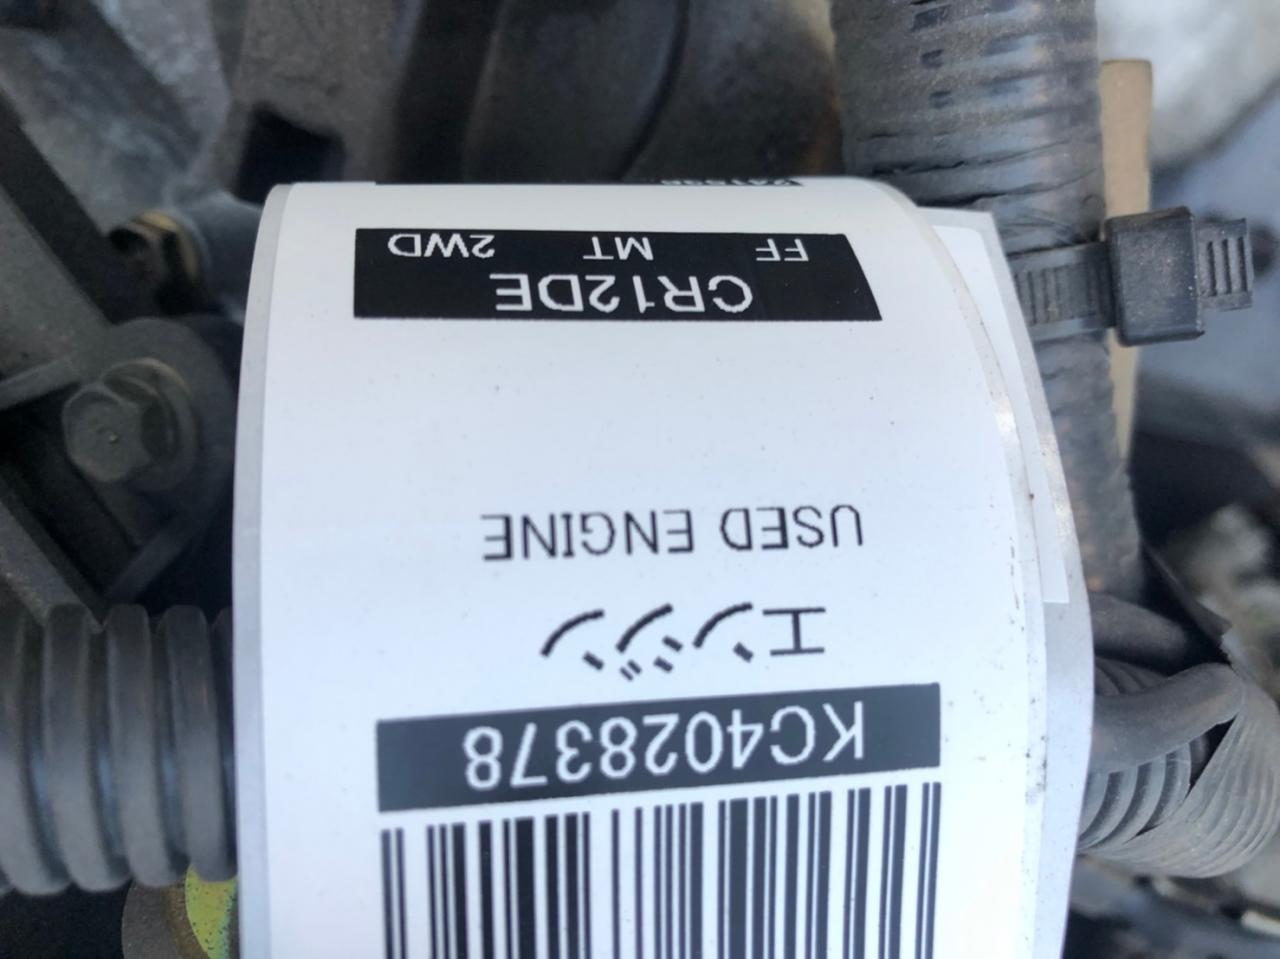 KC4028378
エンジン
USED ENGINE
CR12DE
FF MT 2WD